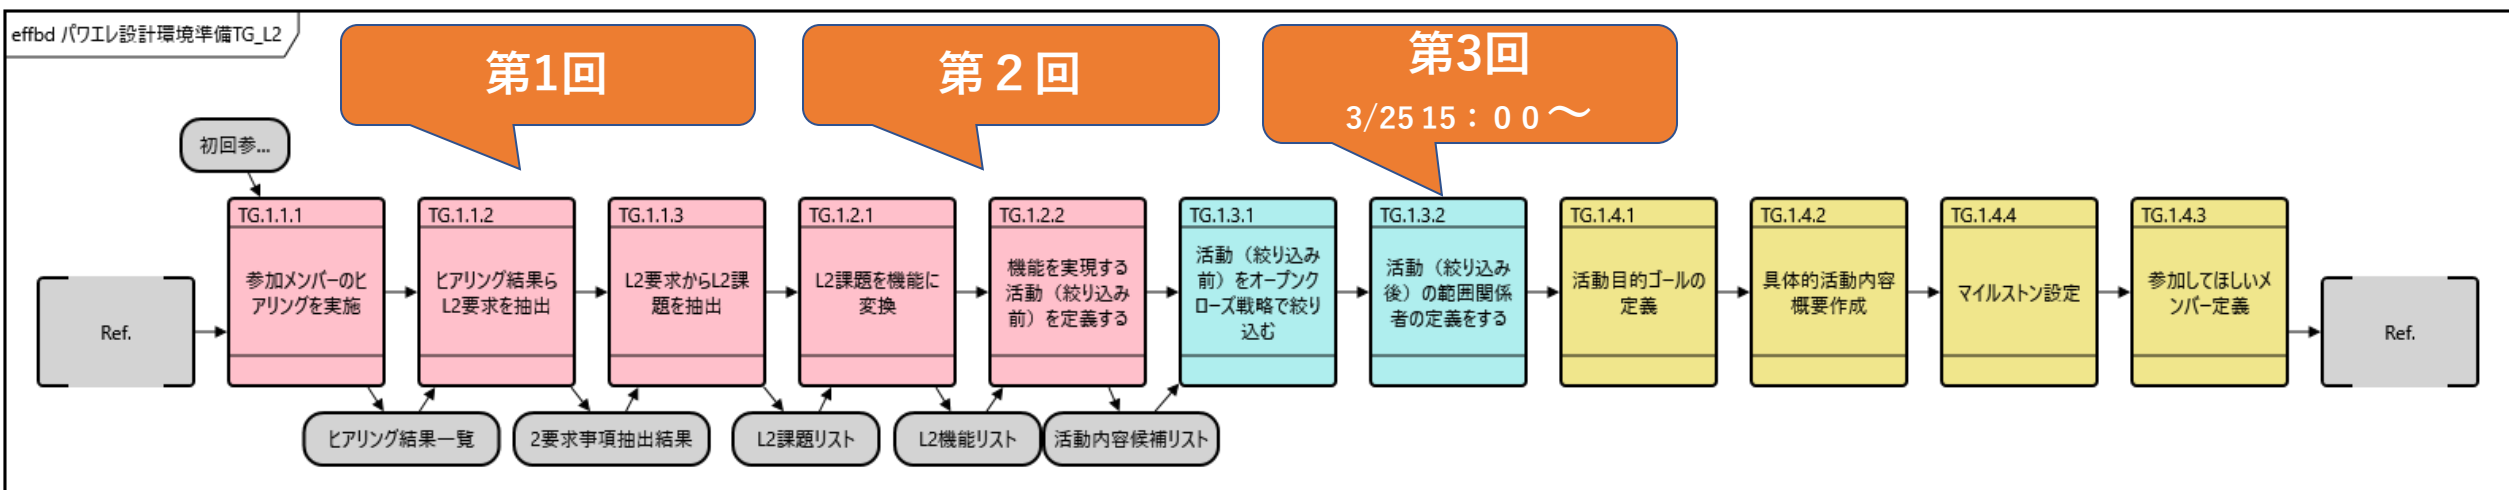 effbd パワエレ設計環境準備TG_L2
第1回
第２回
第3回
3/25 15：００～
初回参...
Ref.
TG.1.1.1
参加メンバーのヒ
アリングを実施
TG.1.1.2
ヒアリング結果ら
L2要求を抽出
TG.1.1.3
L2要求からL2課
題を抽出
TG.1.2.1
L2課題を機能に
変換
TG.1.2.2
機能を実現する
活動（絞り込み
前）を定義する
TG.1.3.1
活動（絞り込み
前）をオープンク
ローズ戦略で絞り
込む
TG.1.3.2
活動（絞り込み
後）の範囲関係
者の定義をする
TG.1.4.1
活動目的ゴールの
定義
TG.1.4.2
具体的活動内容
概要作成
TG.1.4.4
マイルストン設定
TG.1.4.3
参加してほしいメ
ンバー定義
Ref.
ヒアリング結果一覧
2要求事項抽出結果
L2課題リスト
L2機能リスト
活動内容候補リスト